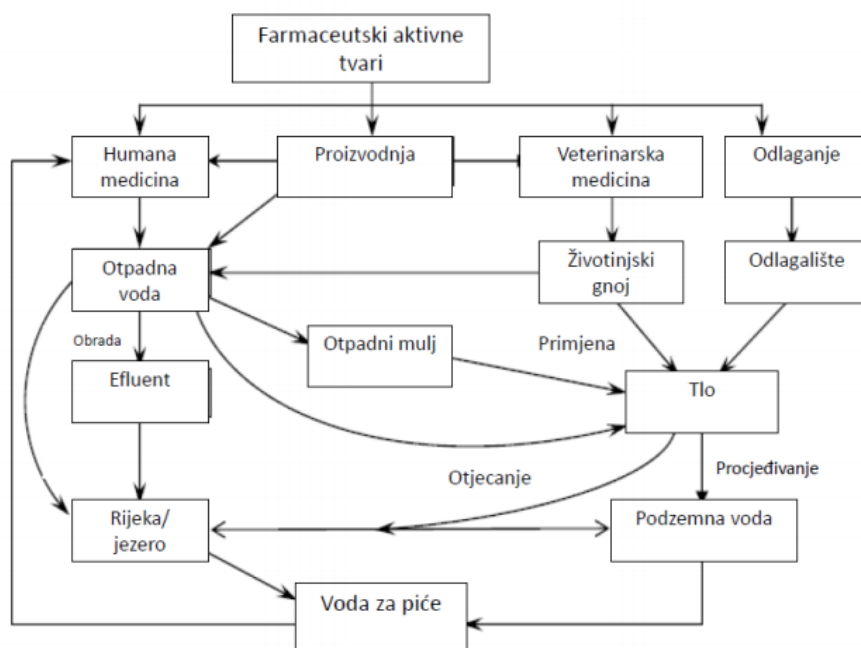 Farmaceutski aktivne
tvari
Humana
medicina
Proizvodnja
Veterinarska
medicina
Odlaganje
Otpadna
voda
Životinjski
gnoj
Odlagalište
Obrada
Otpadni mulj
Primjena
Efluent
Tlo
Otjecanje
Procjeđivanje
Rijeka/
jezero
Podzemna voda
Voda za piće